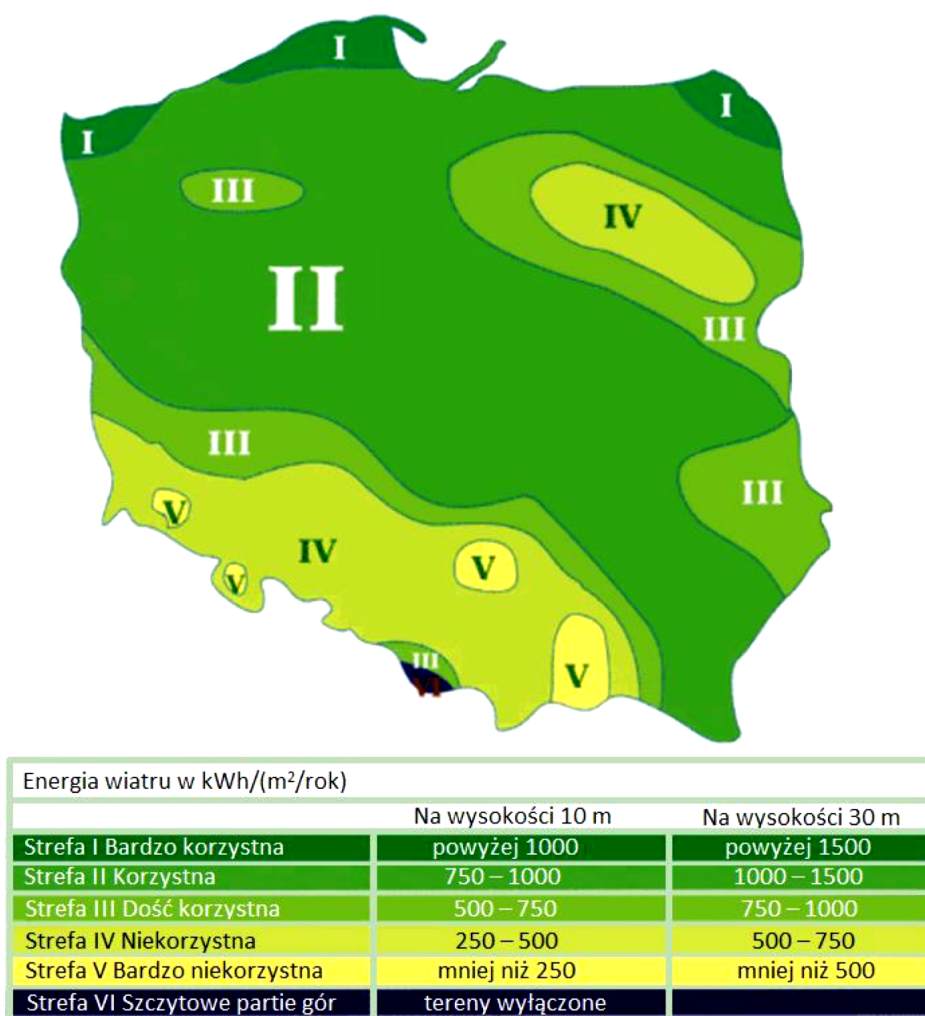 I
I
I
III
IV
II
III
III
III
V
IV
V
V
III
V
VI
Energia wiatru w kWh/(m²/rok)
Na wysokości 10 m Na wysokości 30 m
Strefa I Bardzo korzystna powyżej 1000 powyżej 1500
Strefa II Korzystna 750 – 1000 1000 – 1500
Strefa III Dość korzystna 500 – 750 750 – 1000
Strefa IV Niekorzystna 250 – 500 500 – 750
Strefa V Bardzo niekorzystna mniej niż 250 mniej niż 500
Strefa VI Szczytowe partie gór tereny wyłączone